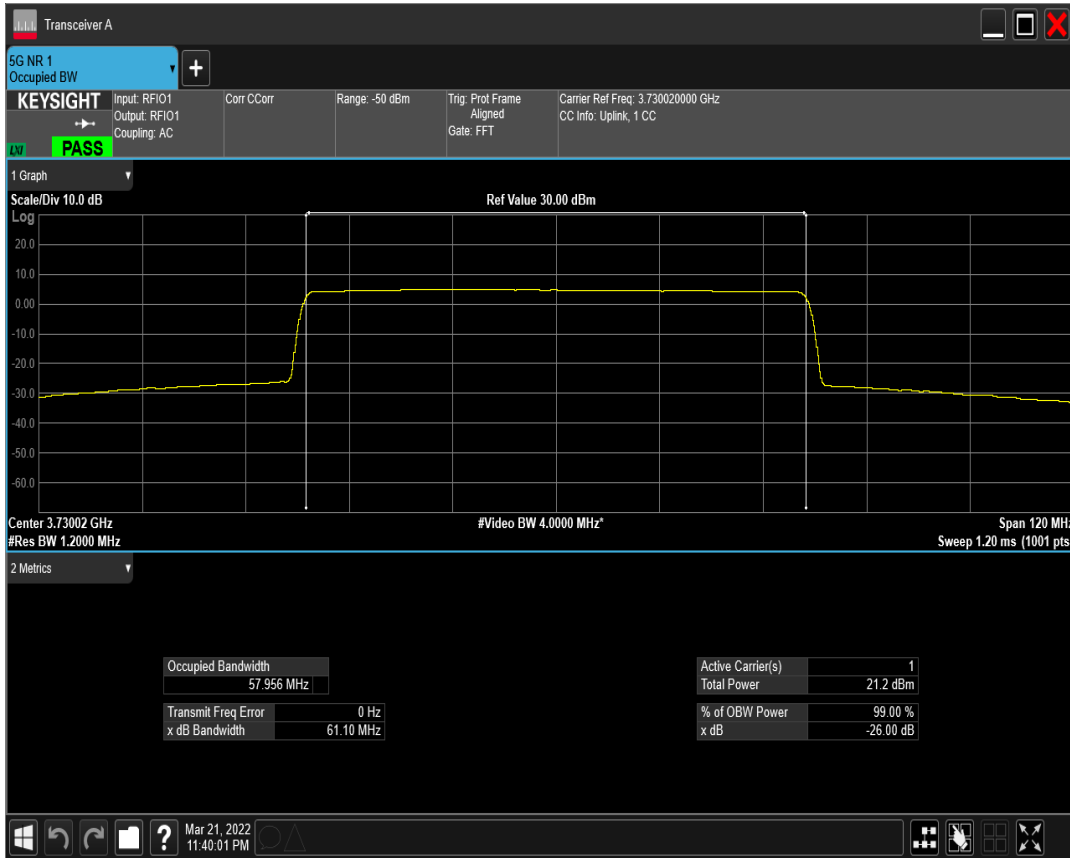 Transceiver A
5G NR 1
Occupied BW
+
KEYSIGHT
LXI
PASS
Input: RFIO1
Output: RFIO1
Coupling: AC
Corr CCorr
Range: -50 dBm
Trig: Prot Frame
Aligned
Gate: FFT
Carrier Ref Freq: 3.730020000 GHz
CC Info: Uplink, 1 CC
1 Graph
Scale/Div 10.0 dB
Ref Value 30.00 dBm
Log
20.0
10.0
0.00
-10.0
-20.0
-30.0
-40.0
-50.0
-60.0
Center 3.73002 GHz
#Video BW 4.0000 MHz*
Span 120 MHz
#Res BW 1.2000 MHz
Sweep 1.20 ms (1001 pts
2 Metrics
Occupied Bandwidth
57.956 MHz
Transmit Freq Error 0 Hz
x dB Bandwidth 61.10 MHz
Active Carrier(s) 1
Total Power 21.2 dBm
% of OBW Power 99.00 %
x dB -26.00 dB
?
Mar 21, 2022
11:40:01 PM